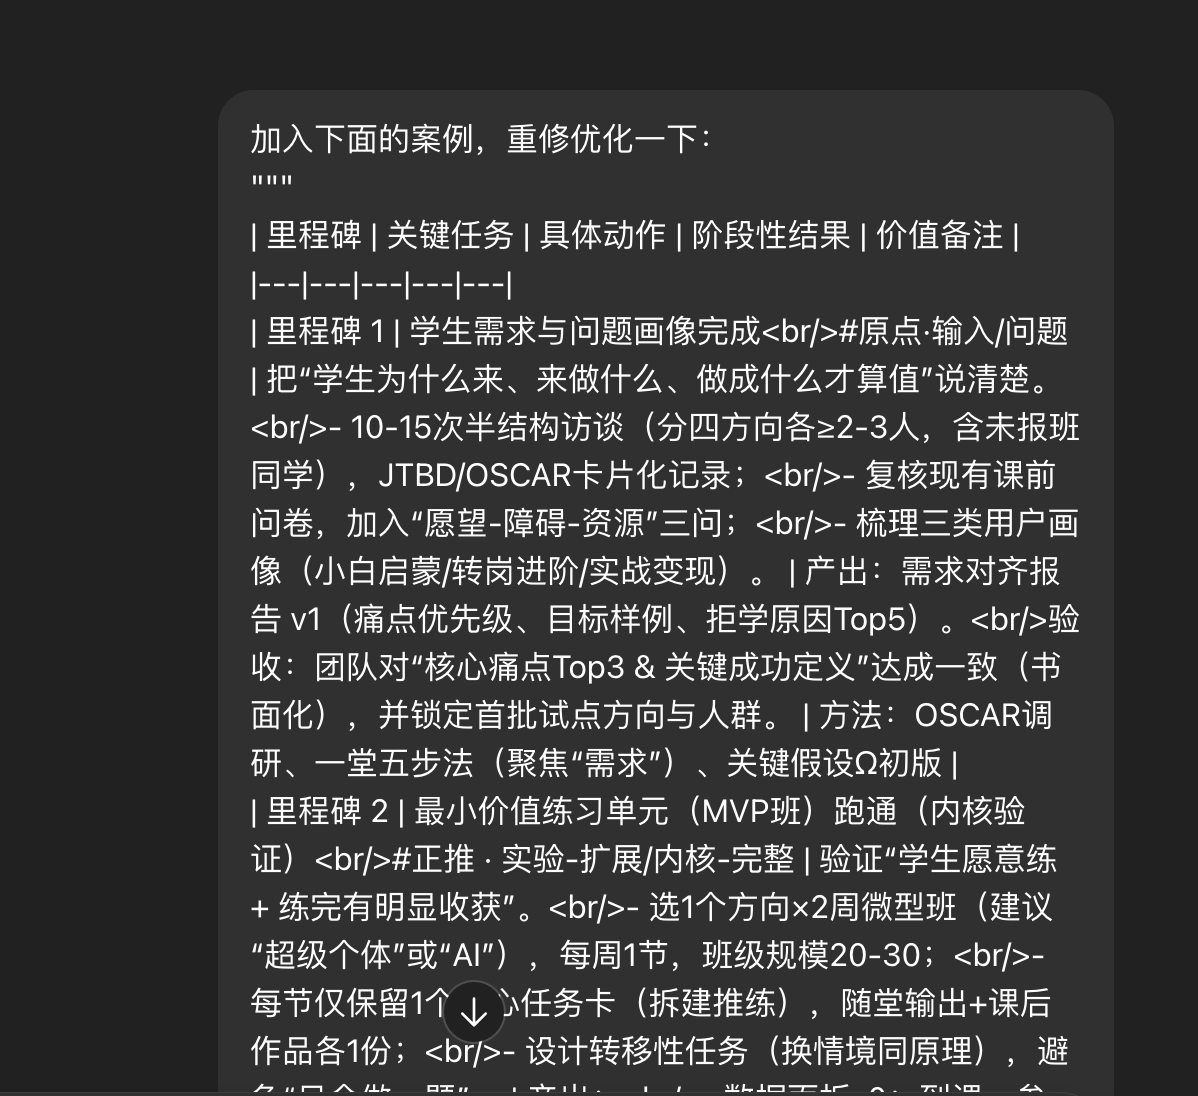 加入下面的案例，重修优化一下：
"""
| 里程碑 | 关键任务 | 具体动作 | 阶段性结果 | 价值备注 |
|---|---|---|---|---|
| 里程碑 1 | 学生需求与问题画像完成<br/>#原点·输入/问题
| 把“学生为什么来、来做什么、做成什么才算值”说清楚。
<br/>- 10-15次半结构访谈（分四方向各≥2-3人，含未报班
同学），JTBD/OSCAR卡片化记录；<br/>- 复核现有课前
问卷，加入“愿望-障碍-资源”三问；<br/>- 梳理三类用户画
像（小白启蒙/转岗进阶/实战变现）。 | 产出：需求对齐报
告 v1（痛点优先级、目标样例、拒学原因Top5）。<br/>验
收：团队对“核心痛点Top3 & 关键成功定义”达成一致（书
面化），并锁定首批试点方向与人群。 | 方法：OSCAR调
研、一堂五步法（聚焦“需求”）、关键假设Ω初版 |
| 里程碑 2 | 最小价值练习单元（MVP班）跑通（内核验
证）<br/>#正推 · 实验-扩展/内核-完整 | 验证“学生愿意练
+ 练完有明显收获”。<br/>- 选1个方向×2周微型班（建议
“超级个体”或“AI”），每周1节，班级规模20-30；<br/>-
每节仅保留1个心任务卡（拆建推练），随堂输出+课后
作品各1份；<br/>- 设计转移性任务（换情境同原理），避